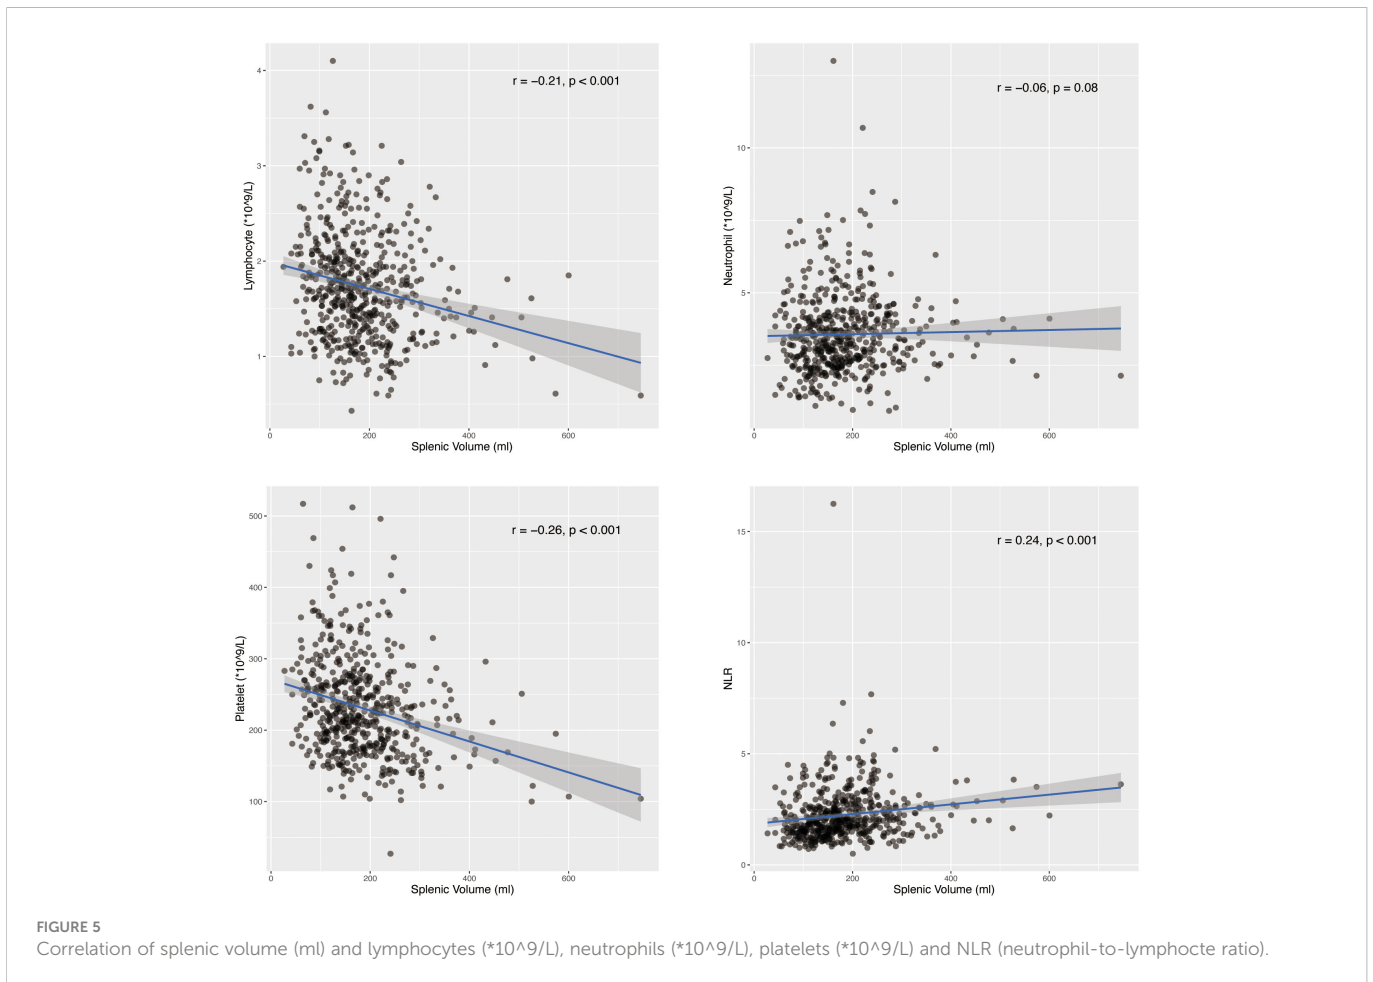 r = −0.21, p < 0.001
4
3
2
1
Lymphocyte (*10^9/L)
0
200
400
600
Splenic Volume (ml)
r = −0.06, p = 0.08
10
5
Neutrophil (*10^9/L)
0
200
400
600
Splenic Volume (ml)
r = −0.26, p < 0.001
500
400
300
200
100
Platelet (*10^9/L)
0
200
400
600
Splenic Volume (ml)
r = 0.24, p < 0.001
15
10
5
0
NLR
0
200
400
600
Splenic Volume (ml)
FIGURE 5
Correlation of splenic volume (ml) and lymphocytes (*10^9/L), neutrophils (*10^9/L), platelets (*10^9/L) and NLR (neutrophil-to-lymphocte ratio).